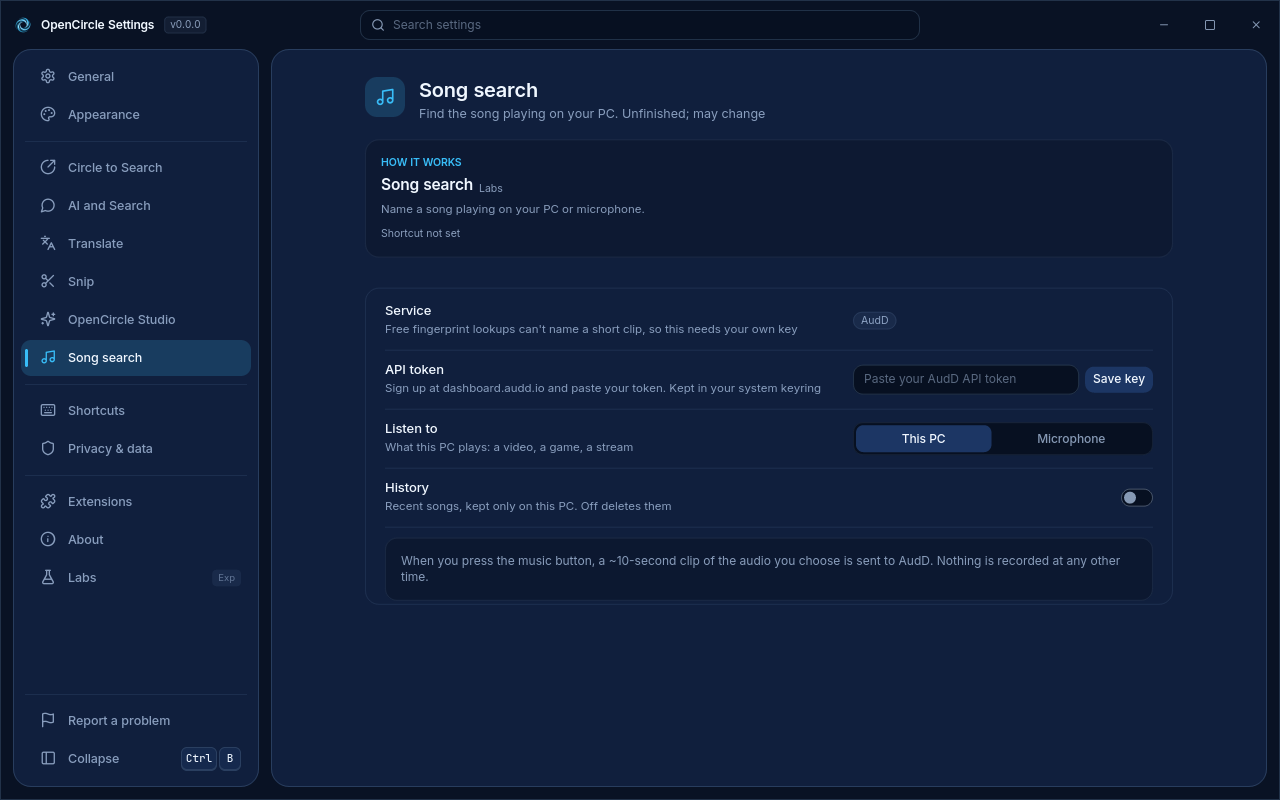 OpenCircle Settings v0.0.0
Search settings
General
Appearance
Circle to Search
AI and Search
Translate
Snip
OpenCircle Studio
Song search
Shortcuts
Privacy & data
Extensions
About
Labs Exp
Report a problem
Collapse Ctrl B
Song search
Find the song playing on your PC. Unfinished; may change
HOW IT WORKS
Song search Labs
Name a song playing on your PC or microphone.
Shortcut not set
Service
Free fingerprint lookups can't name a short clip, so this needs your own key
AudD
API token
Sign up at dashboard.audd.io and paste your token. Kept in your system keyring
Paste your AudD API token
Save key
Listen to
What this PC plays: a video, a game, a stream
This PC
Microphone
History
Recent songs, kept only on this PC. Off deletes them
When you press the music button, a ~10-second clip of the audio you choose is sent to AudD. Nothing is recorded at any other
time.